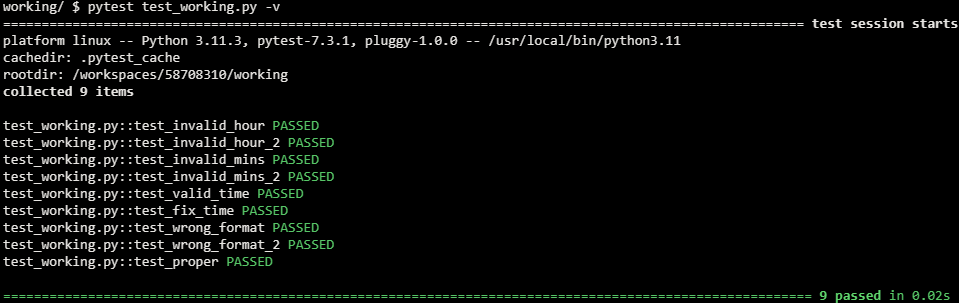 working/ $ pytest test_working.py -v
======================================================================================================= test session starts
platform linux -- Python 3.11.3, pytest-7.3.1, pluggy-1.0.0 -- /usr/local/bin/python3.11
cachedir: .pytest_cache
rootdir: /workspaces/58708310/working
collected 9 items
test_working.py::test_invalid_hour PASSED
test_working.py::test_invalid_hour_2 PASSED
test_working.py::test_invalid_mins PASSED
test_working.py::test_invalid_mins_2 PASSED
test_working.py::test_valid_time PASSED
test_working.py::test_fix_time PASSED
test_working.py::test_wrong_format PASSED
test_working.py::test_wrong_format_2 PASSED
test_working.py::test_proper PASSED
======================================================================================================== 9 passed in 0.02s